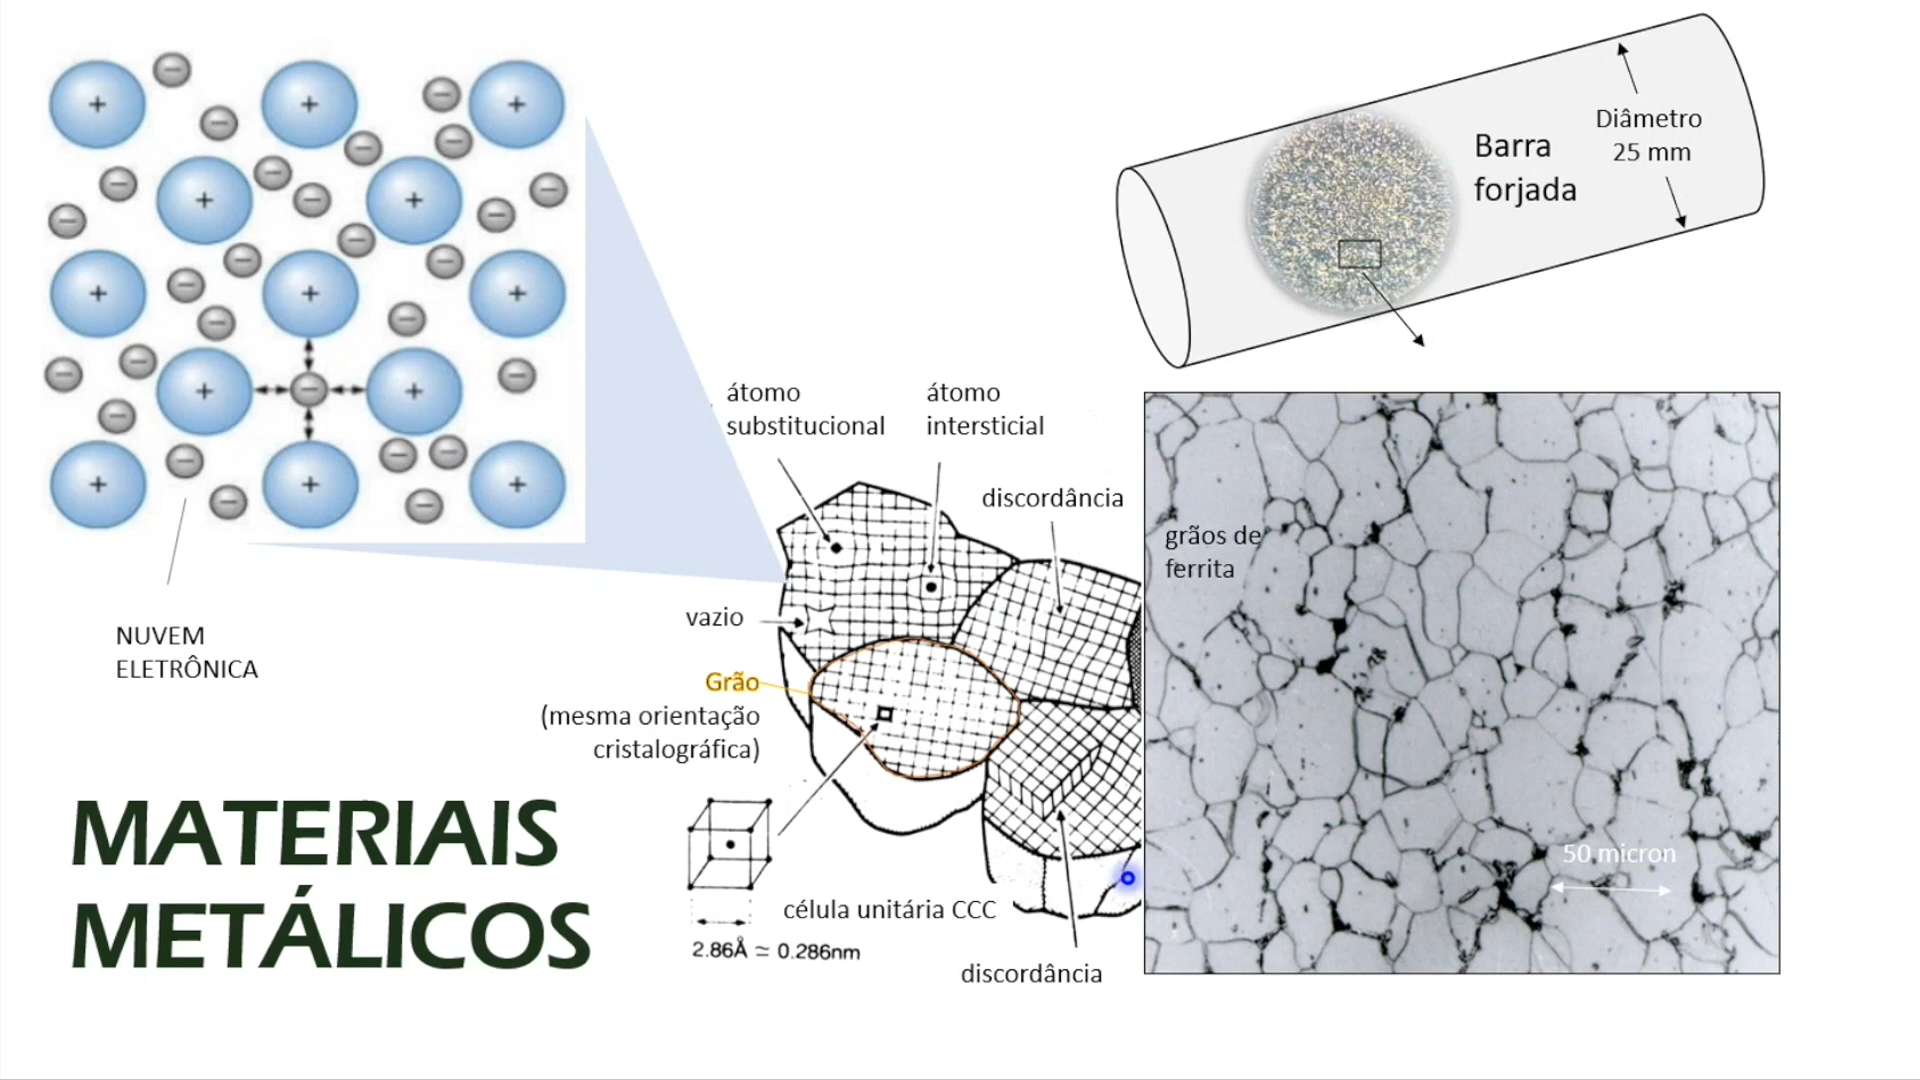 Diâmetro
25 mm
Barra
forjada
átomo
substitucional
átomo
intersticial
discordância
grãos de
ferrita
vazio
NUVEM
ELETRÔNICA
Grão
(mesma orientação
cristalográfica)
MATERIAIS
METÁLICOS
50 micron
célula unitária CCC
2.86Å ≃ 0.286nm
discordância